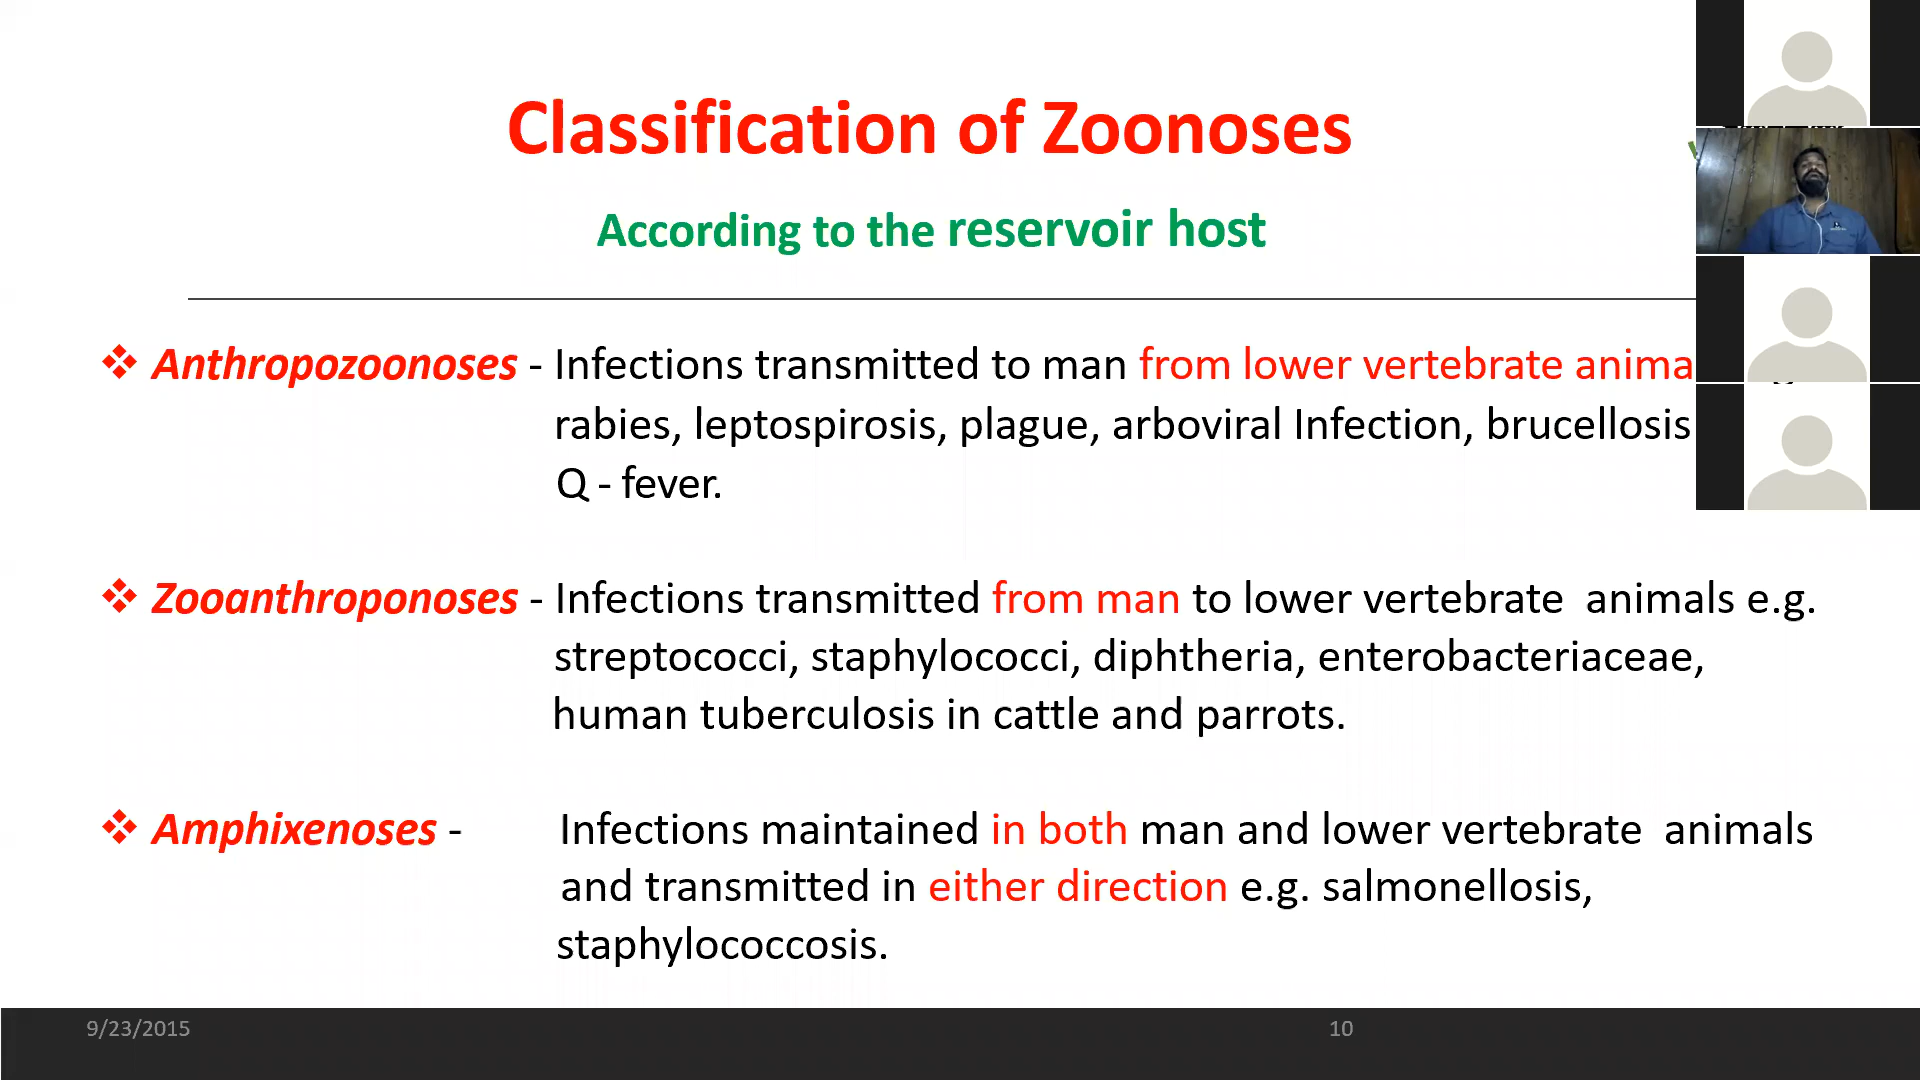 Classification of Zoonoses
According to the reservoir host
❖ Anthropozoonoses - Infections transmitted to man from lower vertebrate
rabies, leptospirosis, plague, arboviral Infection, brucellosis
Q - fever.
❖ Zooanthroponoses - Infections transmitted from man to lower vertebrate animals e.g.
streptococci, staphylococci, diphtheria, enterobacteriaceae,
human tuberculosis in cattle and parrots.
❖ Amphixenoses - Infections maintained in both man and lower vertebrate animals
and transmitted in either direction e.g. salmonellosis,
staphylococcosis.
9/23/2015 10